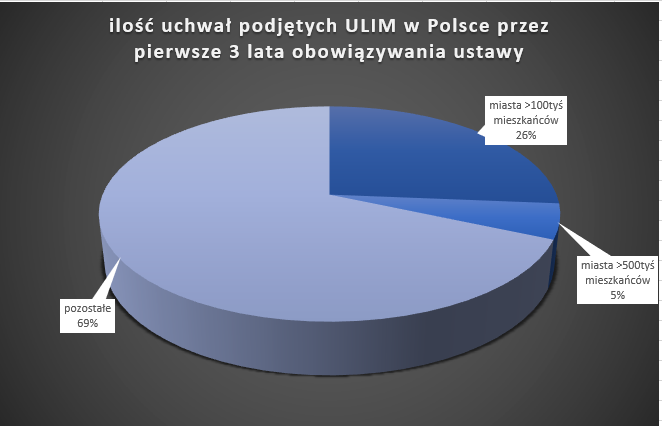 ilość uchwał podjętych ULIM w Polsce przez
pierwsze 3 lata obowiązywania ustawy
miasta >100tyś
mieszkańców
26%
miasta >500tyś
mieszkańców
5%
pozostałe
69%